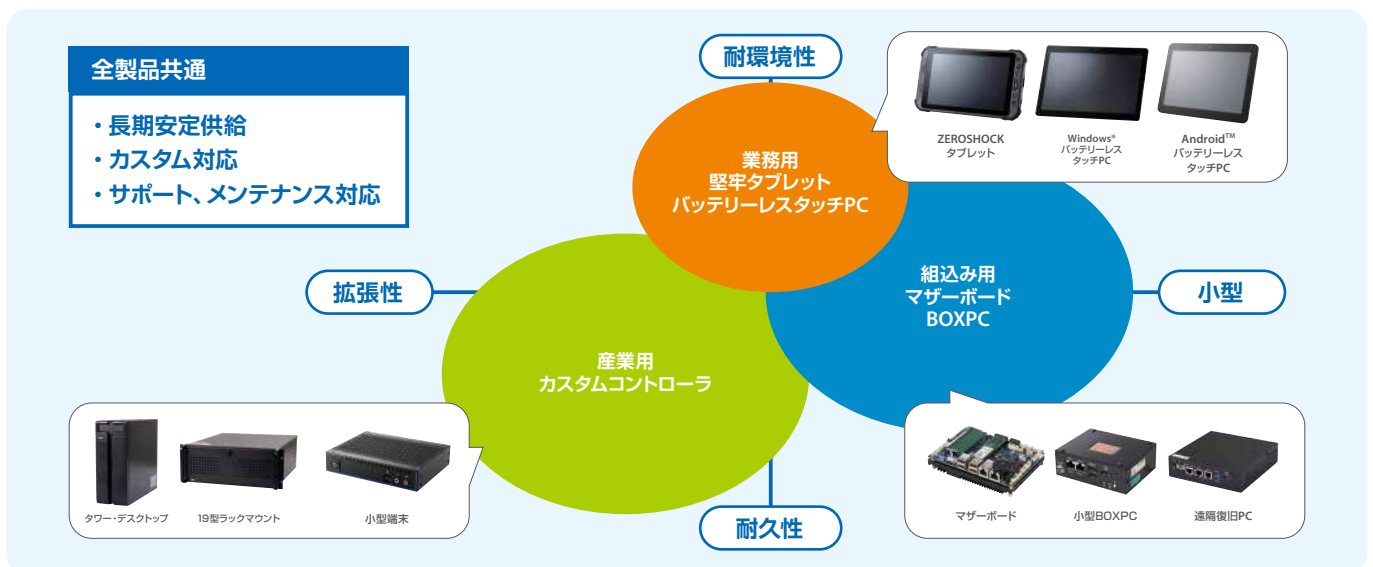 全製品共通
・長期安定供給
・カスタム対応
・サポート、メンテナンス対応
耐環境性
業務用
堅牢タブレット
バッテリーレスタッチPC
ZEROSHOCK
タブレット
Windows®
バッテリーレス
タッチPC
Android™
バッテリーレス
タッチPC
拡張性
組込み用
マザーボード
BOXPC
小型
産業用
カスタムコントローラ
タワー・デスクトップ
19型ラックマウント
小型端末
耐久性
マザーボード
小型BOXPC
遠隔復旧PC